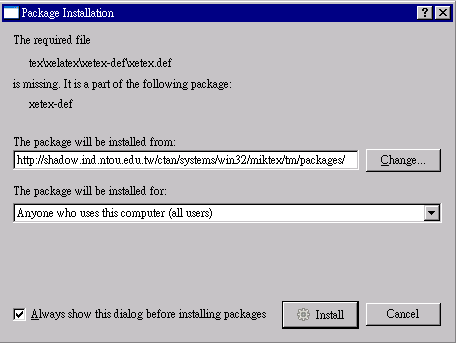 Package Installation
The required file
tex\xelatex\xetex-def\xetex.def
is missing. It is a part of the following package:
xetex-def
The package will be installed from:
http://shadow.ind.ntou.edu.tw/ctan/systems/win32/miktex/tm/packages/
Change...
The package will be installed for:
Anyone who uses this computer (all users)
Always show this dialog before installing packages
Install
Cancel